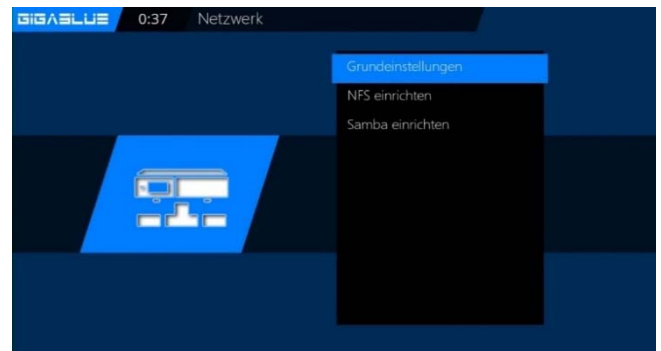 GIGABLUE 0:37 Netzwerk
Grundeinstellungen
NFS einrichten
Samba einrichten